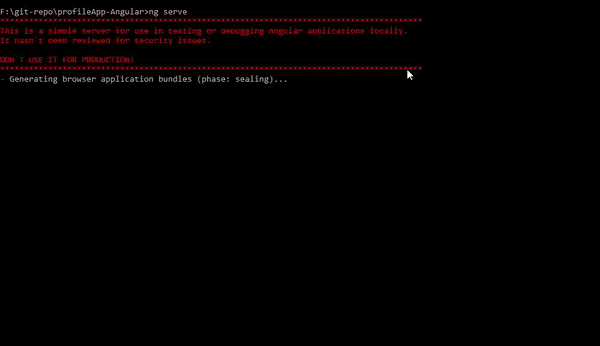 F:\git-repo\profileApp-Angular>ng serve
****************************************************************************************
This is a simple server for use in testing or debugging Angular applications locally.
It hasn't been reviewed for security issues.
DON'T USE IT FOR PRODUCTION!
****************************************************************************************
- Generating browser application bundles (phase: sealing)...